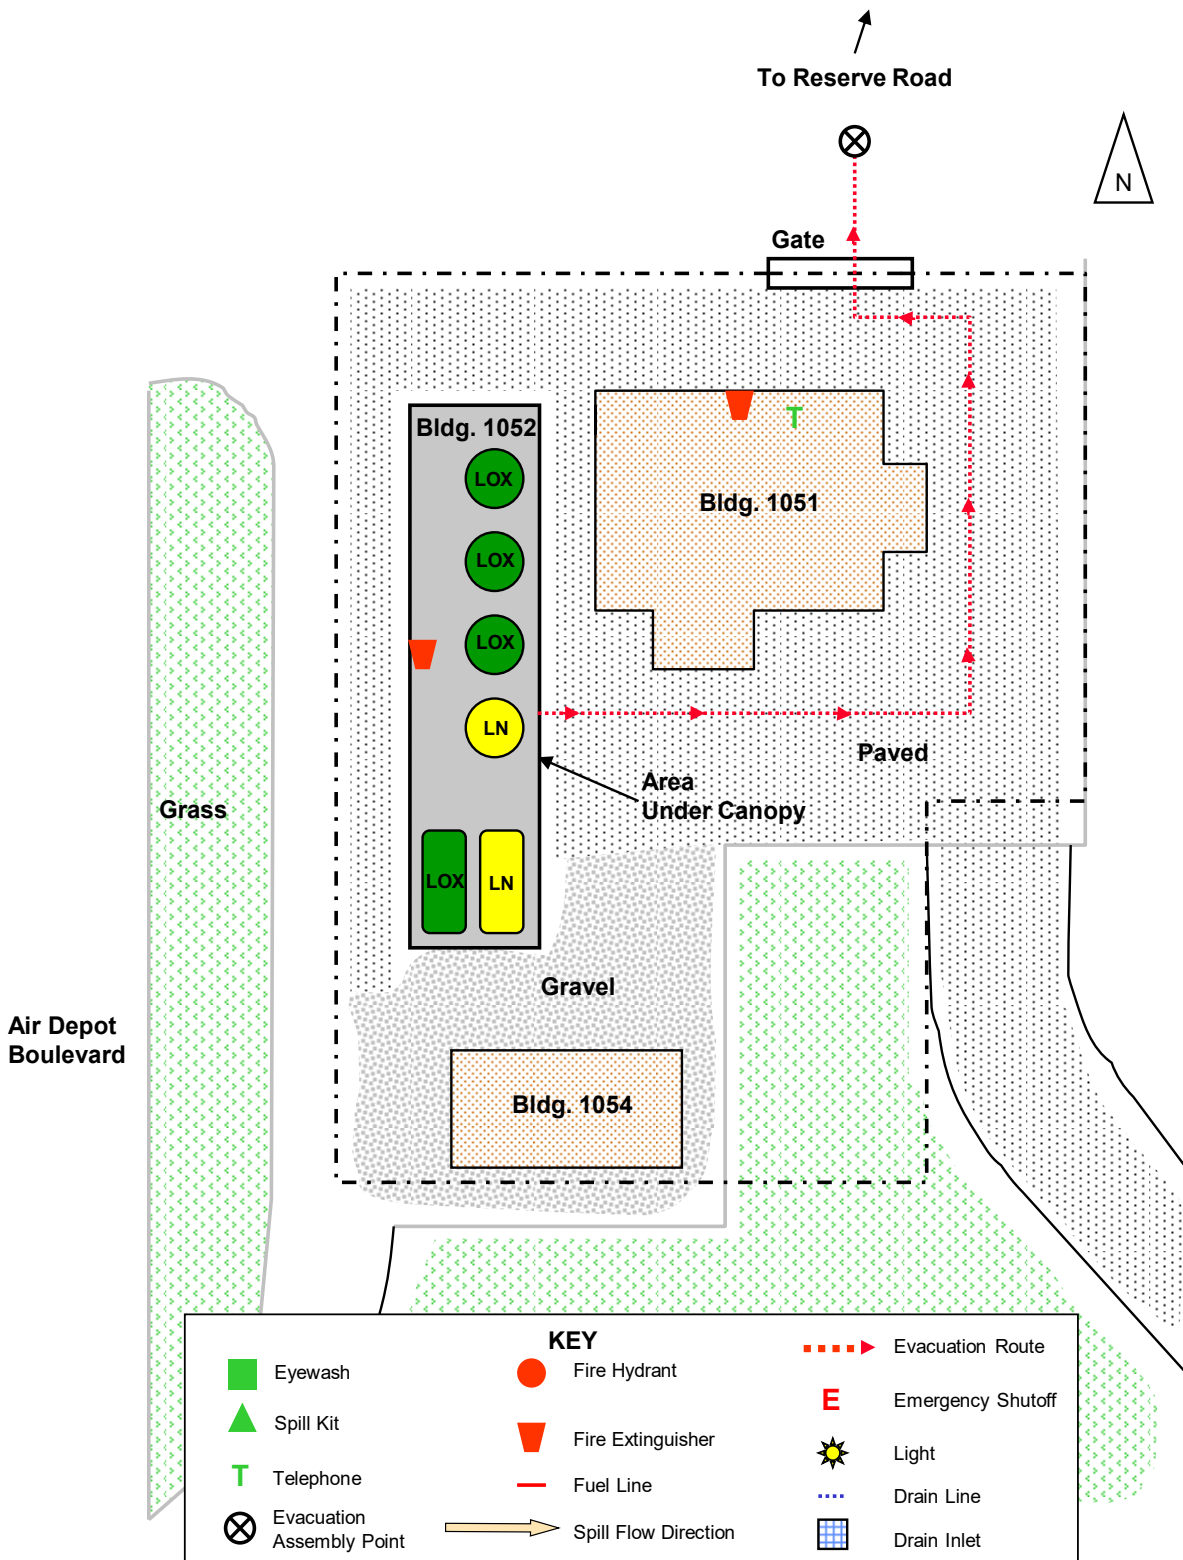 To Reserve Road
N
Gate
Bldg. 1052
LOX
T
Bldg. 1051
LOX
LOX
LN
Paved
Area
Under Canopy
Grass
LOX
LN
Gravel
Air Depot
Boulevard
Bldg. 1054
KEY
Eyewash
Spill Kit
T
Telephone
Evacuation
Assembly Point
Fire Hydrant
Fire Extinguisher
Fuel Line
Spill Flow Direction
Evacuation Route
E
Emergency Shutoff
Light
Drain Line
Drain Inlet